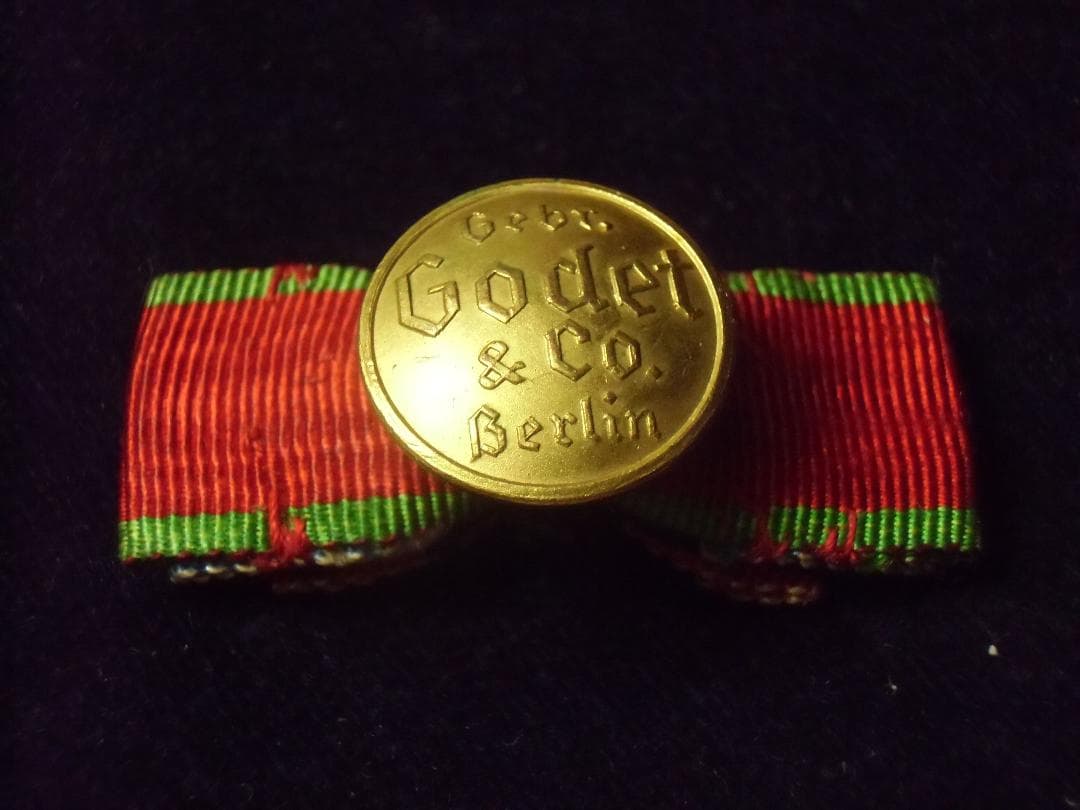 Gebr.
Godet
& Co.
Berlin